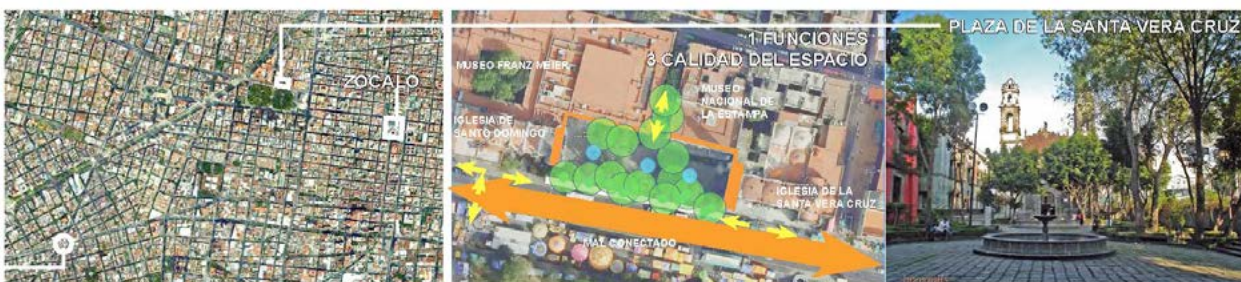 PLAZA DE LA SANTA VERA CRUZ
1 FUNCIONES
3 CALIDAD DEL ESPACIO
ZOCALO
MUSEO FRANZ MEIER
MUSEO
NACIONAL DE
LA ESTAMPA
IGLESIA DE
SANTO DOMINGO
IGLESIA DE LA
SANTA VERA CRUZ
MAL CONECTADO